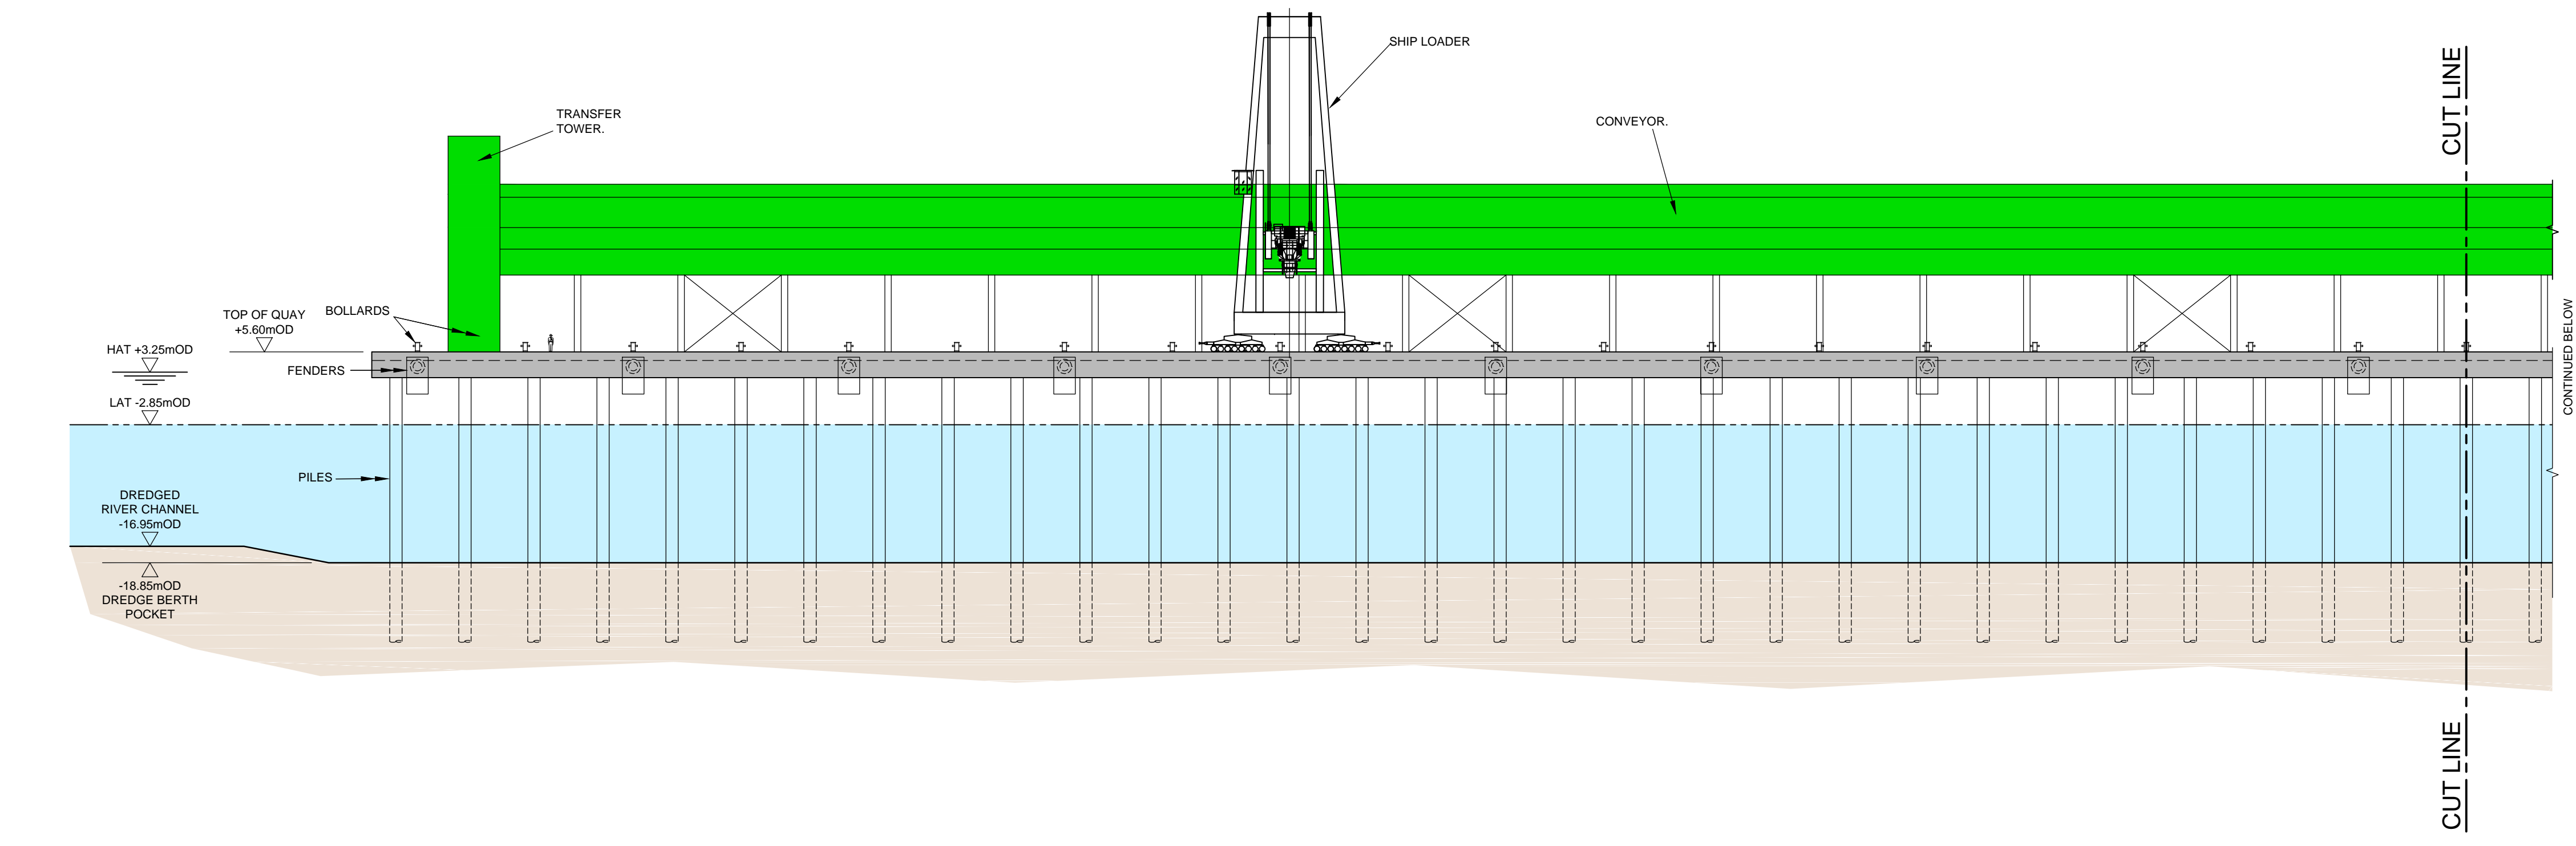 SHIP LOADER
CUT LINE
TRANSFER
TOWER.
CONVEYOR.
BOLLARDS
TOP OF QUAY
+5.60mOD
HAT +3.25mOD
FENDERS
LAT -2.85mOD
CONTINUED BELOW
PILES
DREDGED
RIVER CHANNEL
-16.95mOD
-18.85mOD
DREDGE BERTH
POCKET
CUT LINE